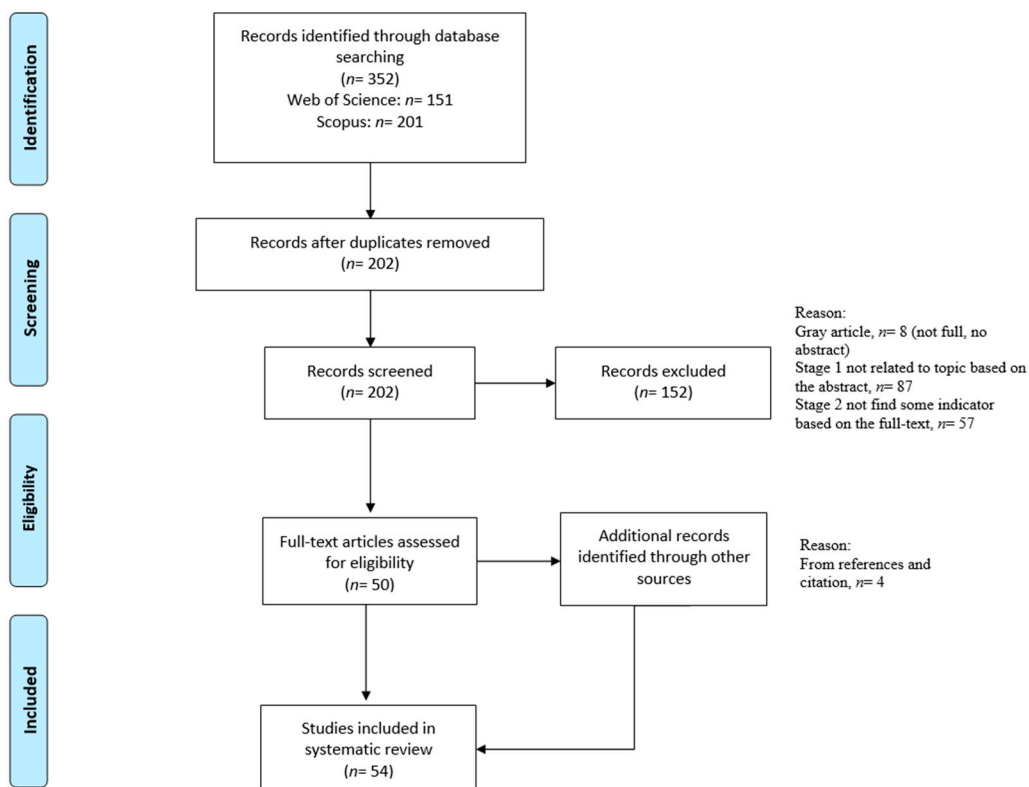 Identification
Records identified through database
searching
(n= 352)
Web of Science: n= 151
Scopus: n= 201
Screening
Records after duplicates removed
(n= 202)
Records screened
(n= 202)
Records excluded
(n= 152)
Reason:
Gray article, n= 8 (not full, no
abstract)
Stage 1 not related to topic based on
the abstract, n= 87
Stage 2 not find some indicator
based on the full-text, n= 57
Eligibility
Full-text articles assessed
for eligibility
(n= 50)
Additional records
identified through other
sources
Reason:
From references and
citation, n= 4
Included
Studies included in
systematic review
(n= 54)